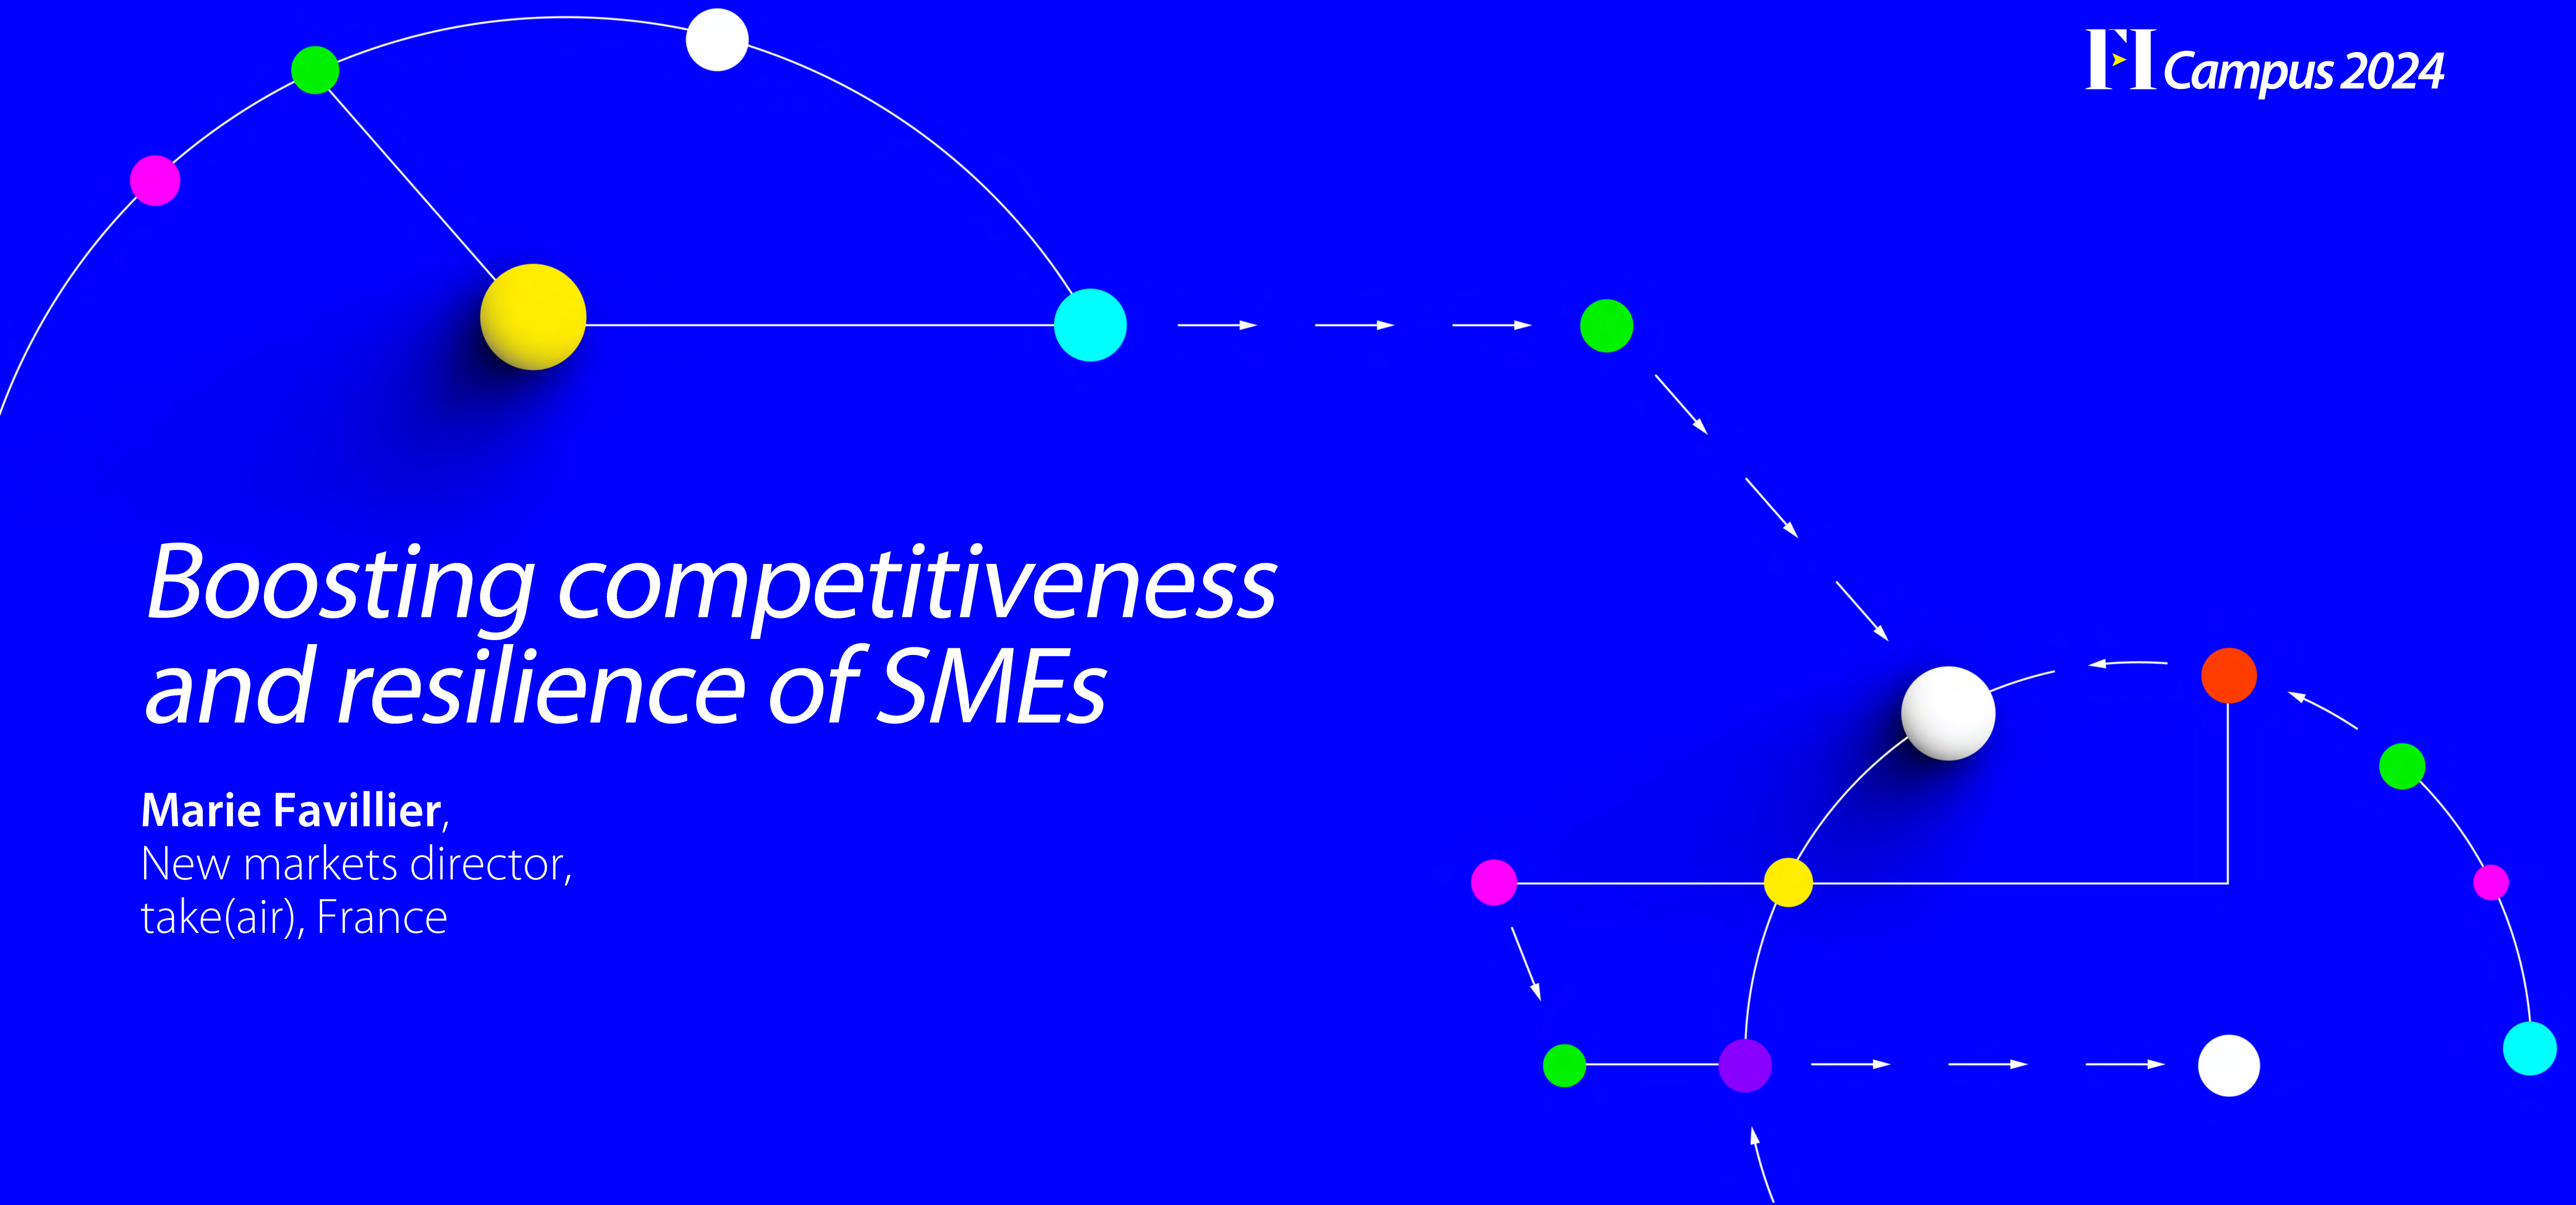 FI Campus 2024
Boosting competitiveness
and resilience of SMEs
Marie Favillier,
New markets director,
take(air), France